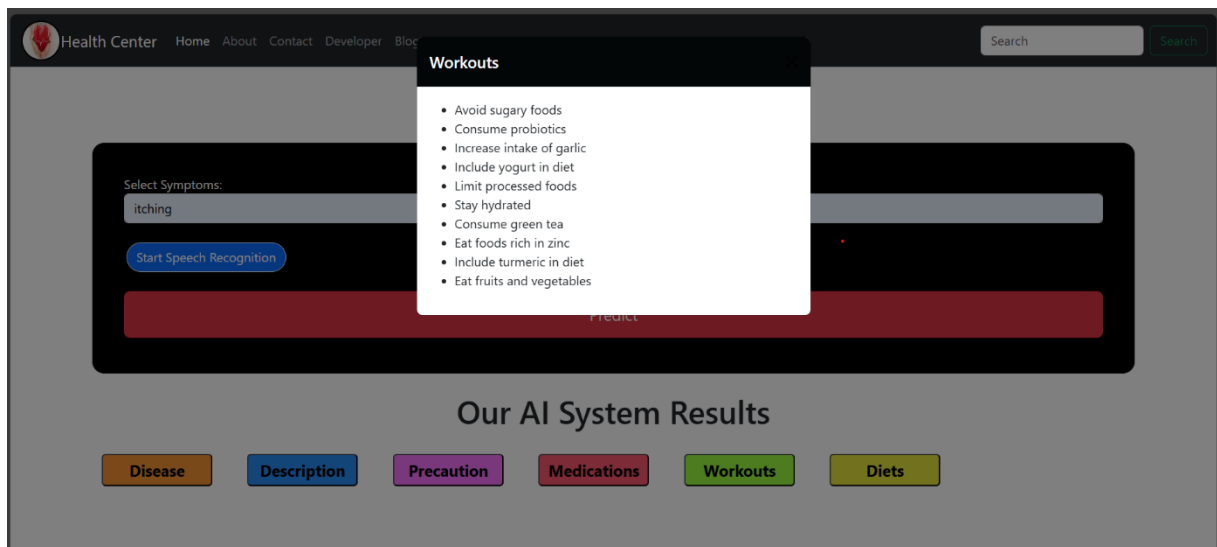 Health Center Home About Contact Developer Blog Search Search
Workouts
• Avoid sugary foods
• Consume probiotics
• Increase intake of garlic
• Include yogurt in diet
• Limit processed foods
• Stay hydrated
• Consume green tea
• Eat foods rich in zinc
• Include turmeric in diet
• Eat fruits and vegetables
Select Symptoms:
itching
Start Speech Recognition
Predict
Our AI System Results
Disease Description Precaution Medications Workouts Diets